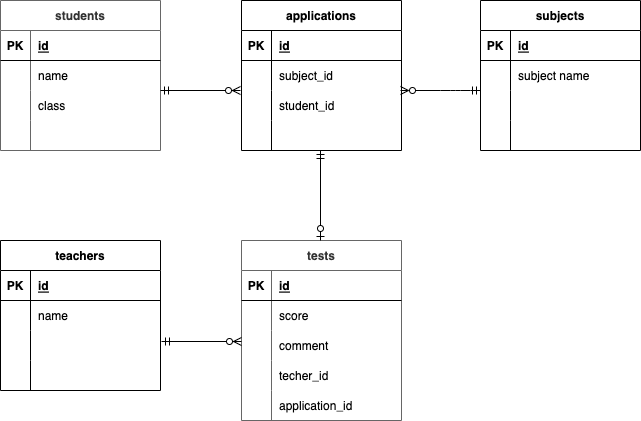 students
PK id
name
class
applications
PK id
subject_id
student_id
subjects
PK id
subject name
teachers
PK id
name
tests
PK id
score
comment
techer_id
application_id